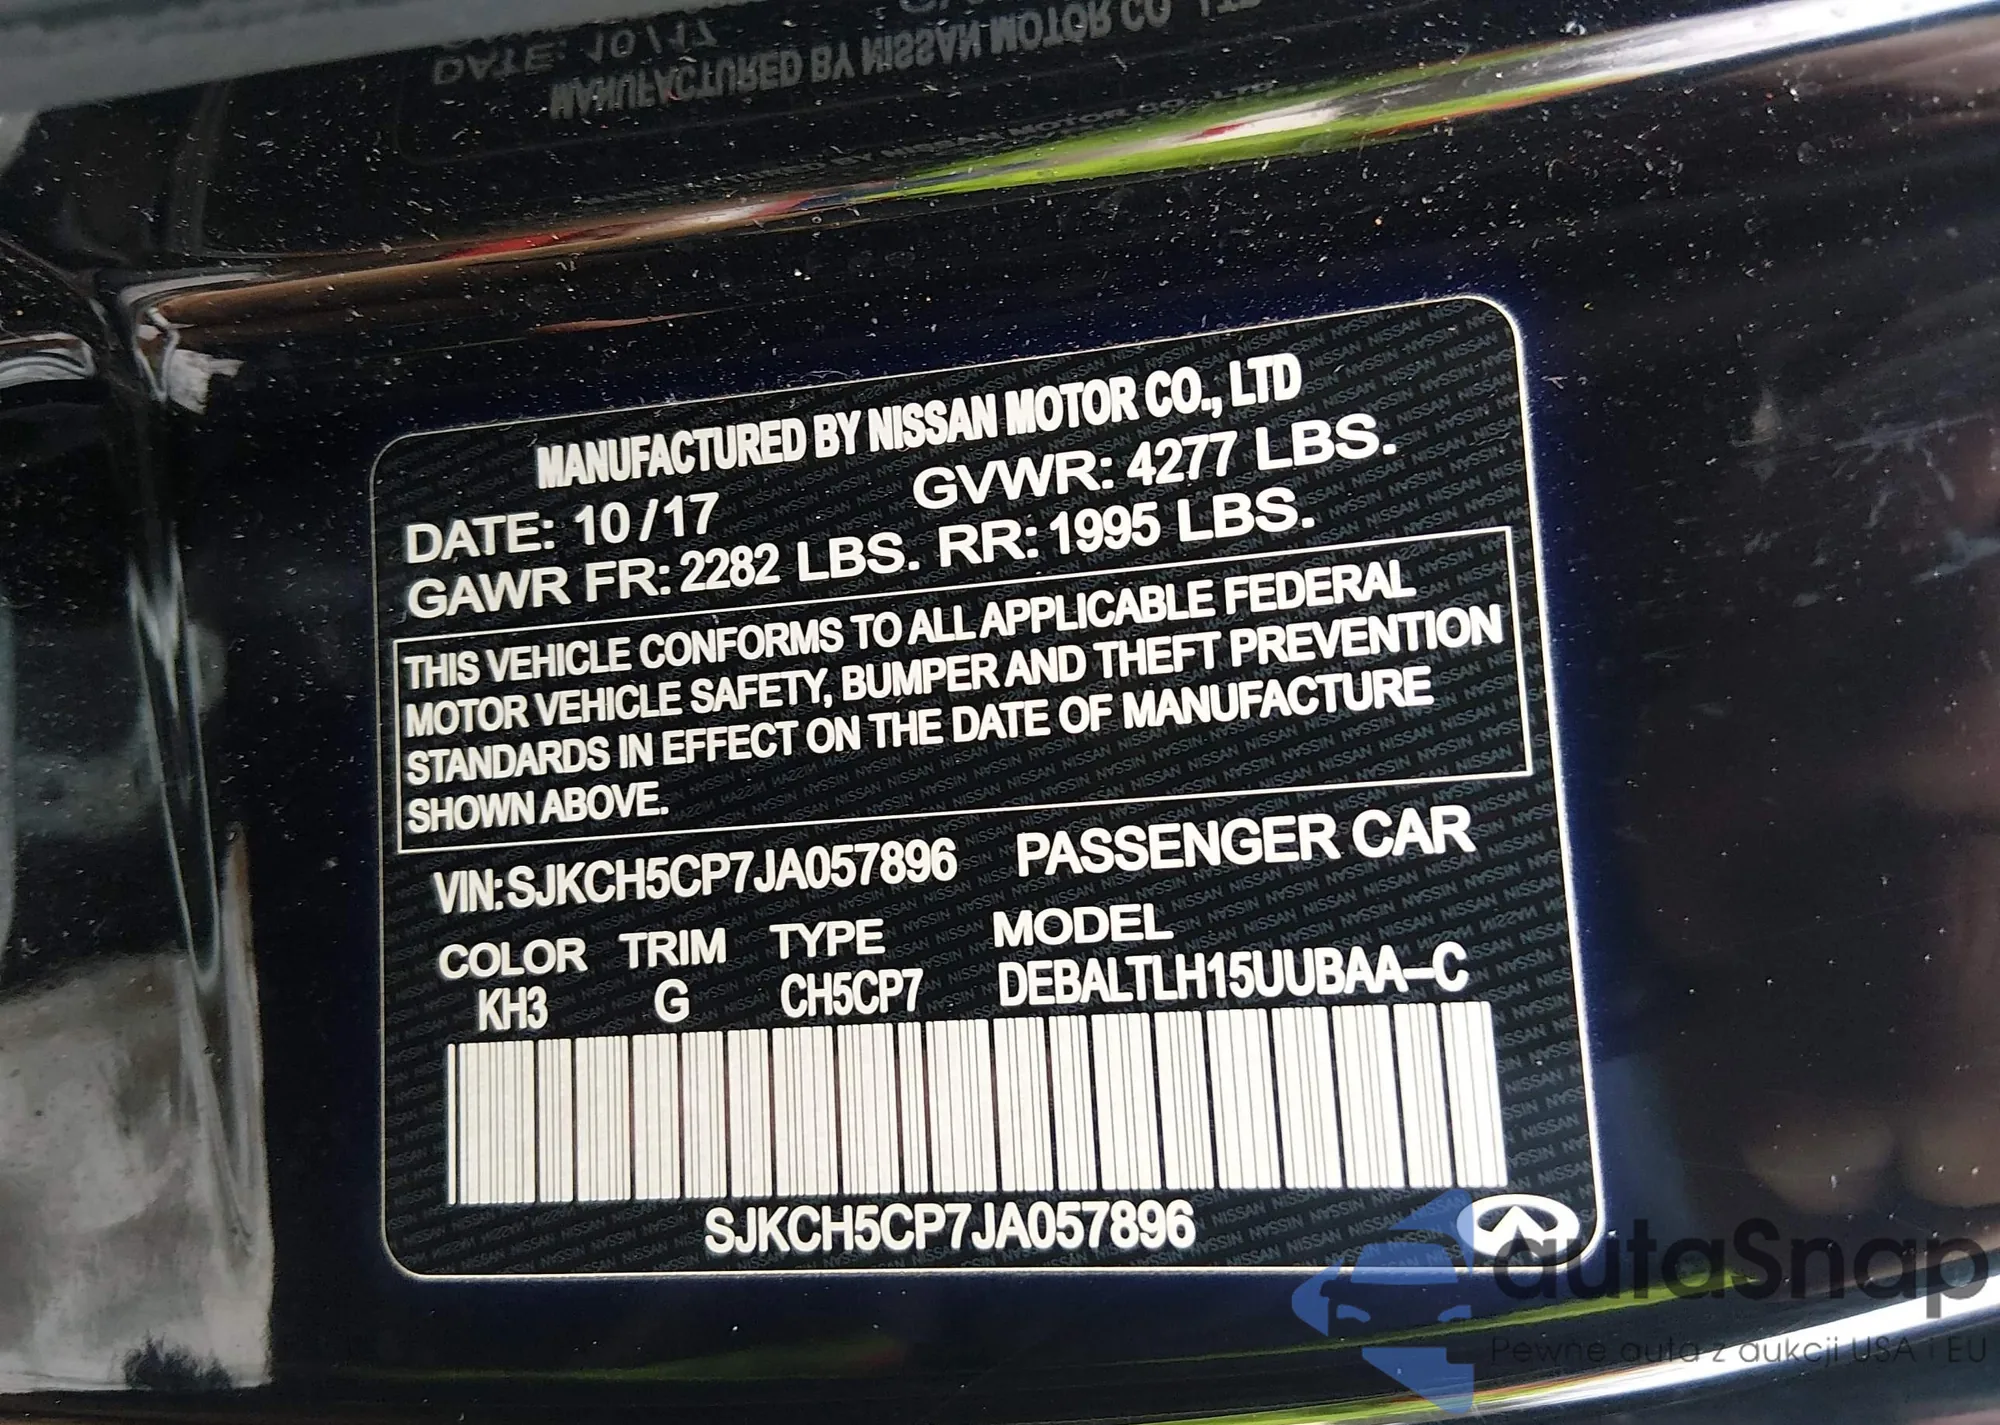 MANUFACTURED BY NISSAN MOTOR CO., LTD
DATE: 10/17 GVWR: 4277 LBS.
GAWR FR: 2282 LBS. RR: 1995 LBS.
THIS VEHICLE CONFORMS TO ALL APPLICABLE FEDERAL
MOTOR VEHICLE SAFETY, BUMPER AND THEFT PREVENTION
STANDARDS IN EFFECT ON THE DATE OF MANUFACTURE
SHOWN ABOVE.
VIN:SJKCH5CP7JA057896 PASSENGER CAR
COLOR TRIM TYPE MODEL
KH3 G CH5CP7 DEBALTLH15UUBAA-C
SJKCH5CP7JA057896
autaSnap
Pewne auta z aukcji USA i EU